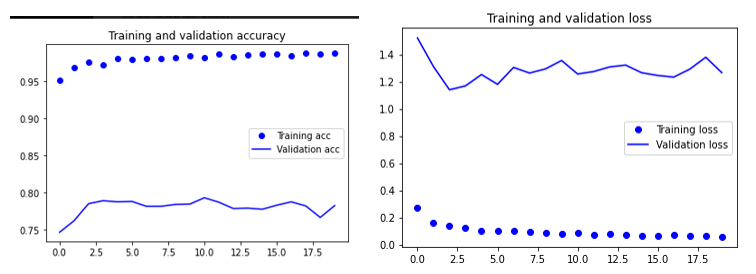 Training and validation accuracy
0.95
0.90
0.85
0.80
0.75
Training acc
Validation acc
0.0 2.5 5.0 7.5 10.0 12.5 15.0 17.5
Training and validation loss
1.4
1.2
1.0
0.8
0.6
0.4
0.2
0.0
Training loss
Validation loss
0.0 2.5 5.0 7.5 10.0 12.5 15.0 17.5